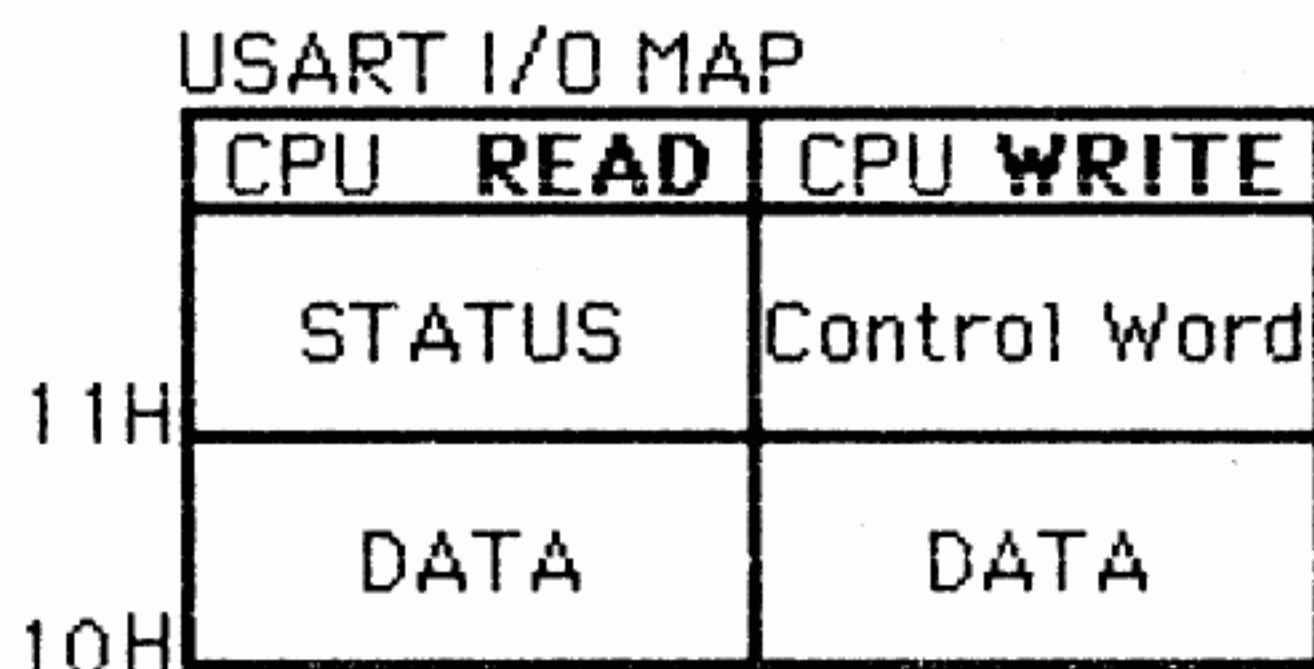 USART I/O MAP
CPU READ CPU WRITE
STATUS Control Word
11H
DATA DATA
10H